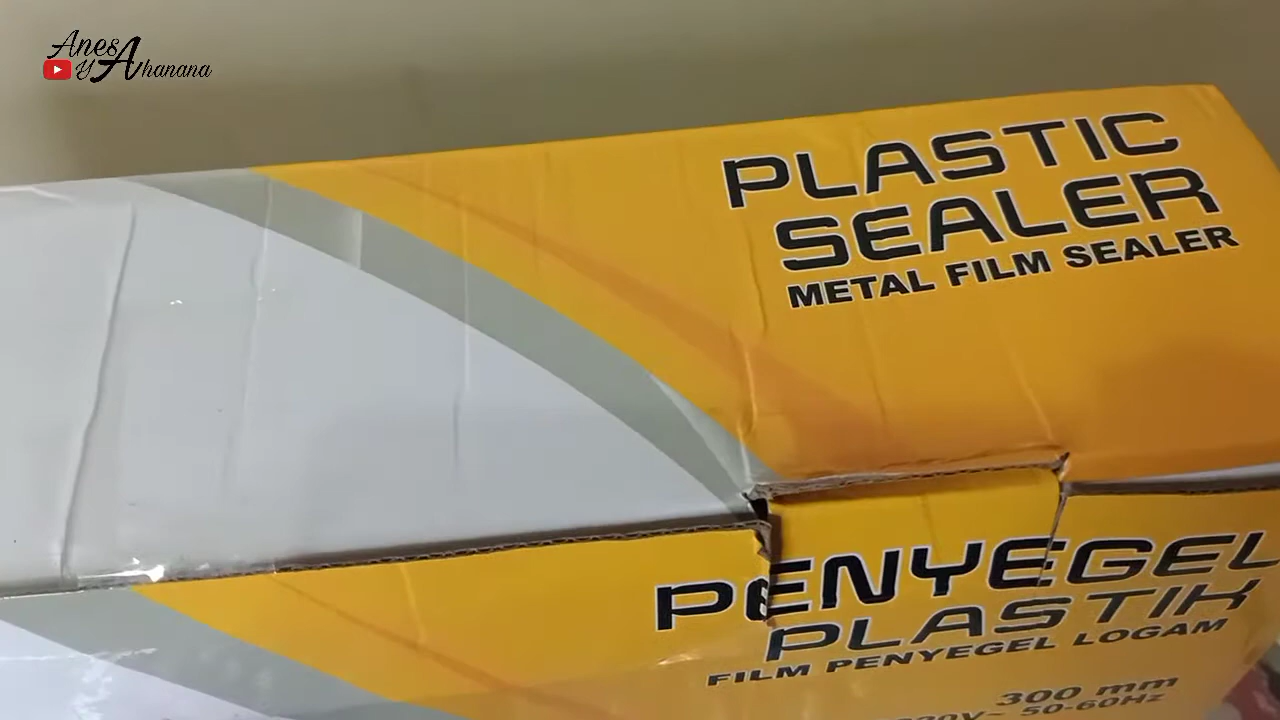 Anes
y Ahanana
PLASTIC
SEALER
METAL FILM SEALER
PENYEGEL
PLASTIK
FILM PENYEGEL LOGAM
300 mm
50-60Hz